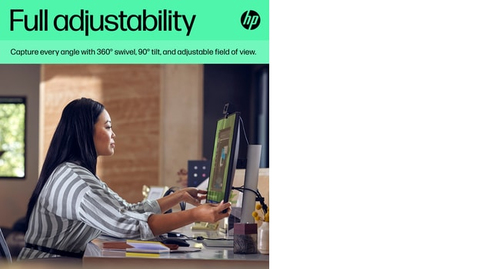 Full adjustability
hp
Capture every angle with 360° swivel, 90° tilt, and adjustable field of view.